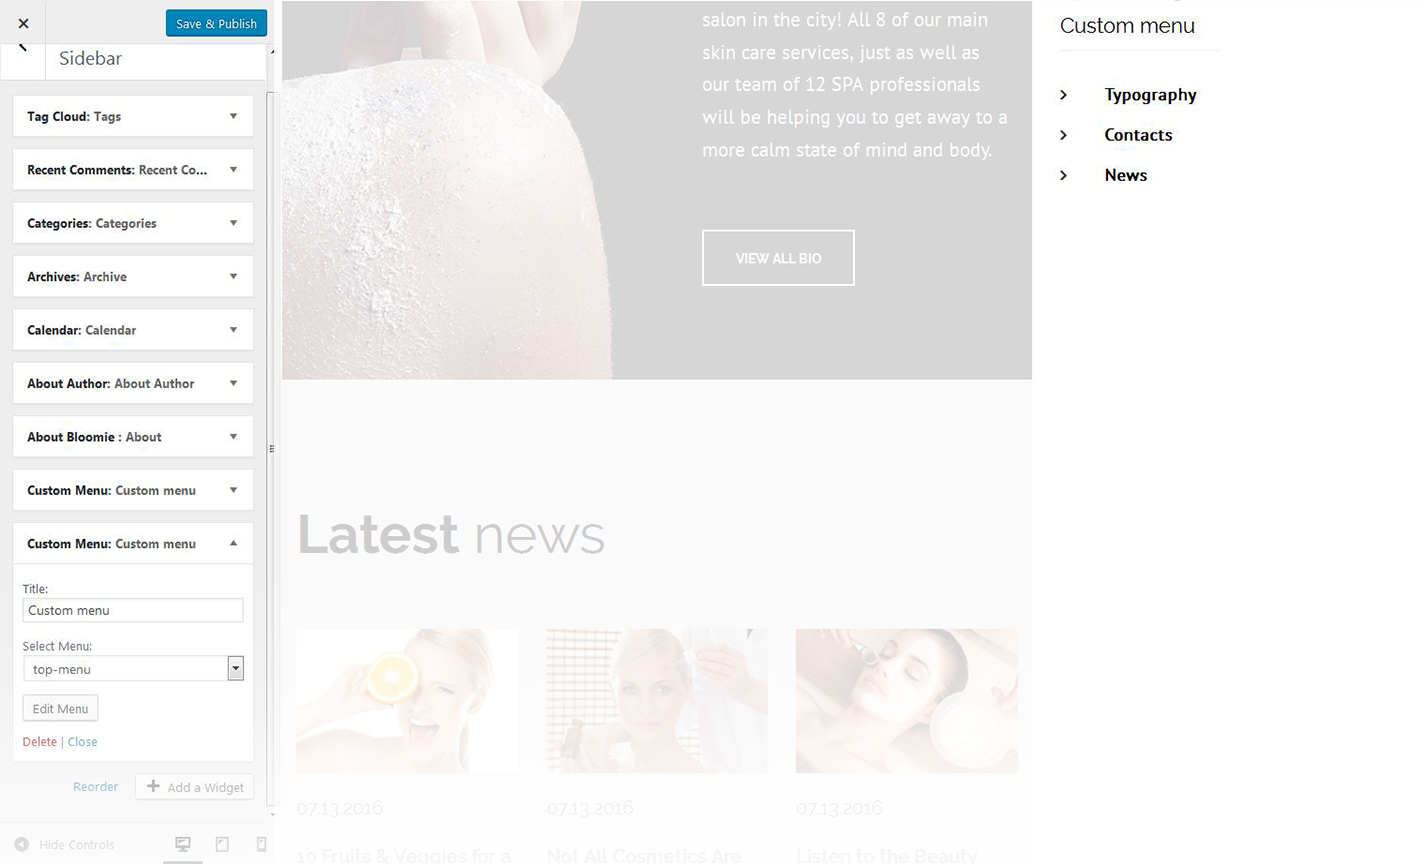 Save & Publish
Sidebar
Tag Cloud: Tags
Recent Comments: Recent Co...
Categories: Categories
Archives: Archive
Calendar: Calendar
About Author: About Author
About Bloomie : About
Custom Menu: Custom menu
Custom Menu: Custom menu
Title:
Custom menu
Select Menu:
top-menu
Edit Menu
Delete | Close
Reorder
Add a Widget
Hide Controls
salon in the city! All 8 of our main
skin care services, just as well as
our team of 12 SPA professionals
will be helping you to get away to a
more calm state of mind and body.
VIEW ALL BIO
Latest news
07.13.2016
07.13.2016
07.13.2016
10 Fruits & Veggies for a
Not All Cosmetics Are
Listen to the Beauty
Custom menu
Typography
Contacts
News